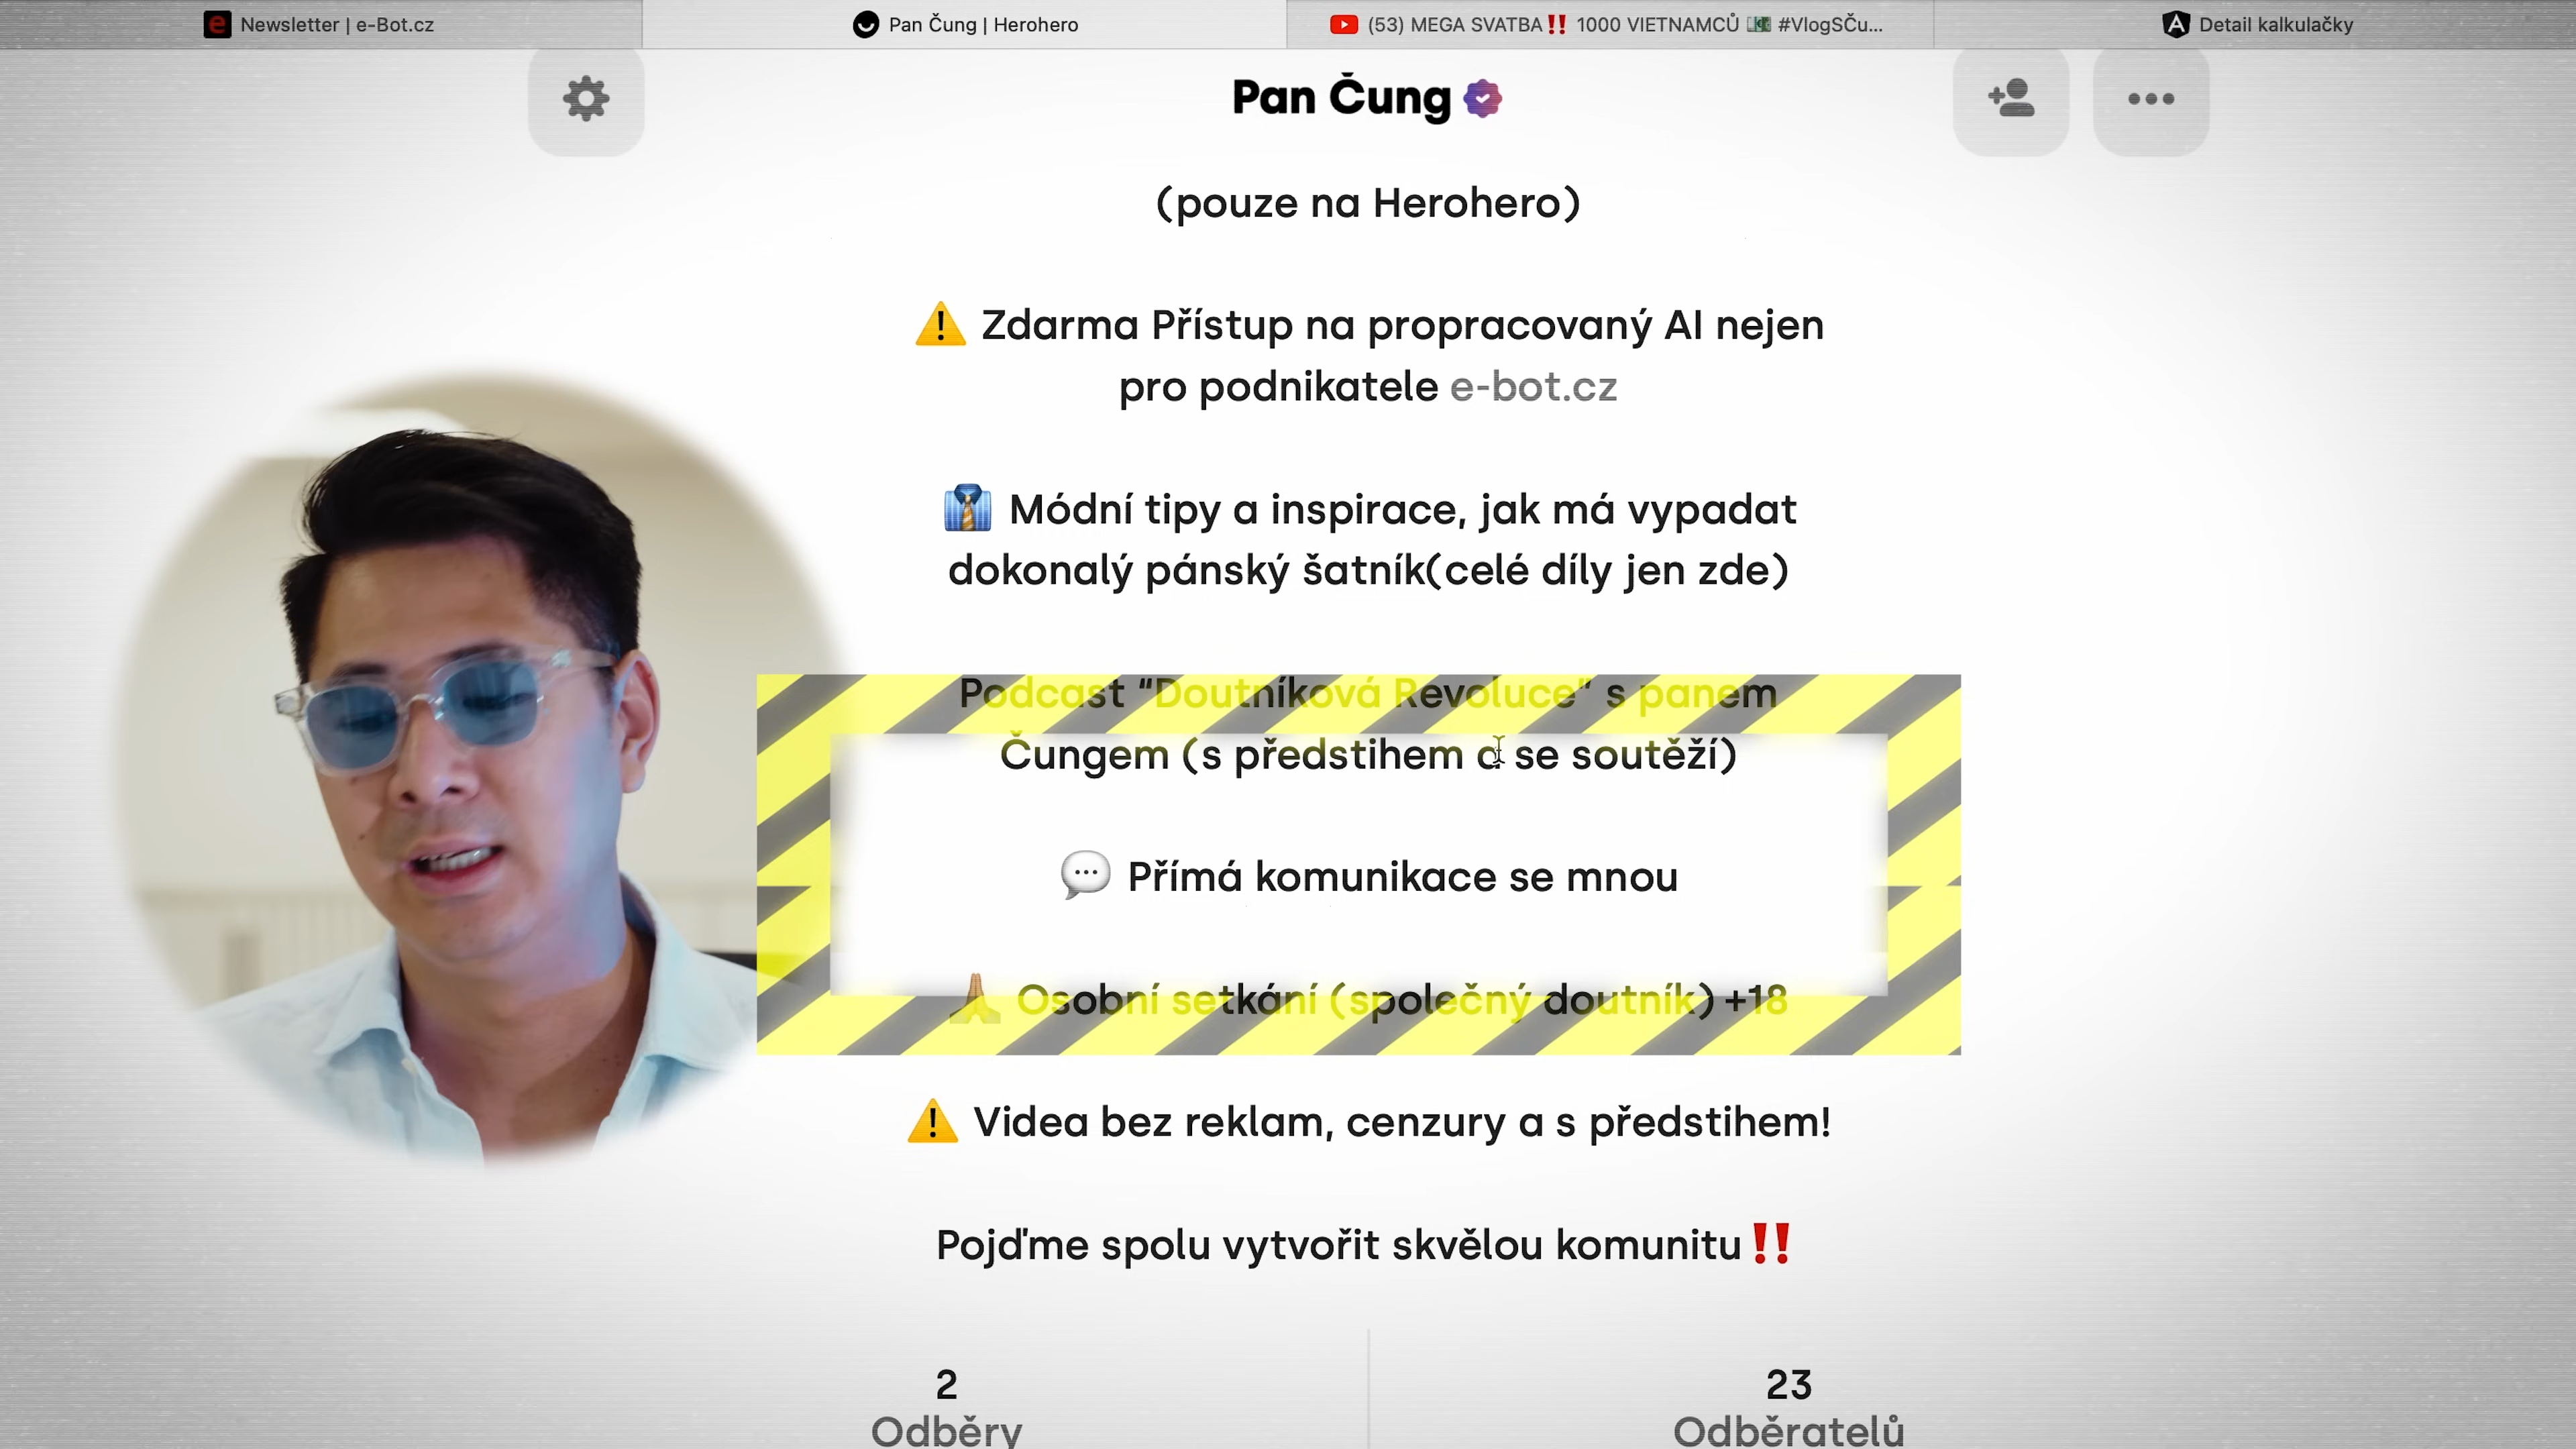 Newsletter | e-Bot.cz
Pan Čung | Herohero
(53) MEGA SVATBA‼️ 1000 VIETNAMCŮ 💵 #VlogSČu...
Detail kalkulačky
Pan Čung
(pouze na Herohero)
⚠️ Zdarma Přístup na propracovaný AI nejen
pro podnikatele e-bot.cz
👔 Módní tipy a inspirace, jak má vypadat
dokonalý pánský šatník(celé díly jen zde)
Podcast “Doutníková Revoluce” s panem
Čungem (s předstihem a se soutěží)
💬 Přímá komunikace se mnou
🙏 Osobní setkání (společný doutník) +18
⚠️ Videa bez reklam, cenzury a s předstihem!
Pojďme spolu vytvořit skvělou komunitu‼️
2
Odběry
23
Odběratelů